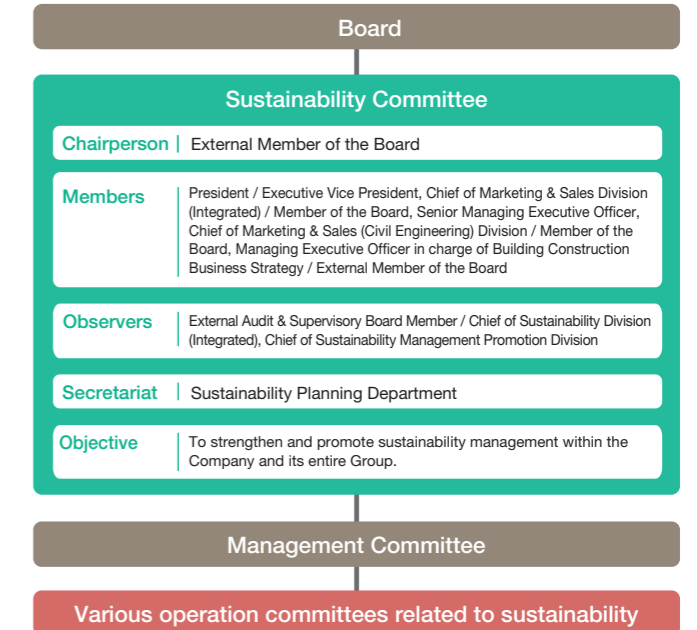 Board
Sustainability Committee
Chairperson
External Member of the Board
Members
President / Executive Vice President, Chief of Marketing & Sales Division
(Integrated) / Member of the Board, Senior Managing Executive Officer,
Chief of Marketing & Sales (Civil Engineering) Division / Member of the
Board, Managing Executive Officer in charge of Building Construction
Business Strategy / External Member of the Board
Observers
External Audit & Supervisory Board Member / Chief of Sustainability Division
(Integrated), Chief of Sustainability Management Promotion Division
Secretariat
Sustainability Planning Department
Objective
To strengthen and promote sustainability management within the
Company and its entire Group.
Management Committee
Various operation committees related to sustainability